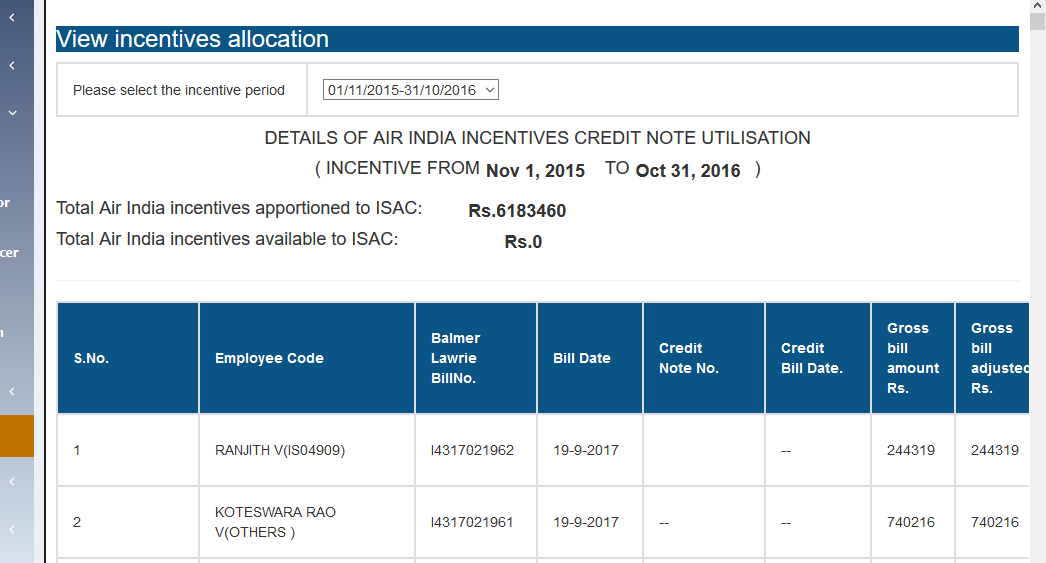 View incentives allocation
Please select the incentive period 01/11/2015-31/10/2016
DETAILS OF AIR INDIA INCENTIVES CREDIT NOTE UTILISATION
( INCENTIVE FROM Nov 1, 2015 TO Oct 31, 2016 )
Total Air India incentives apportioned to ISAC: Rs.6183460
Total Air India incentives available to ISAC: Rs.0
or
cer
S.No.
Employee Code
Balmer
Lawrie
BillNo.
Bill Date
Credit
Note No.
Credit
Bill Date.
Gross
bill
amount
Rs.
Gross
bill
adjusted
Rs.
1 RANJITH V(IS04909) I4317021962 19-9-2017 -- 244319 244319
2 KOTESWARA RAO
V(OTHERS ) I4317021961 19-9-2017 -- -- 740216 740216